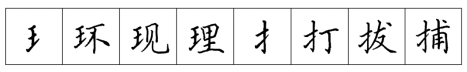 𤣩 环 现 理 扌 打 拔 捕